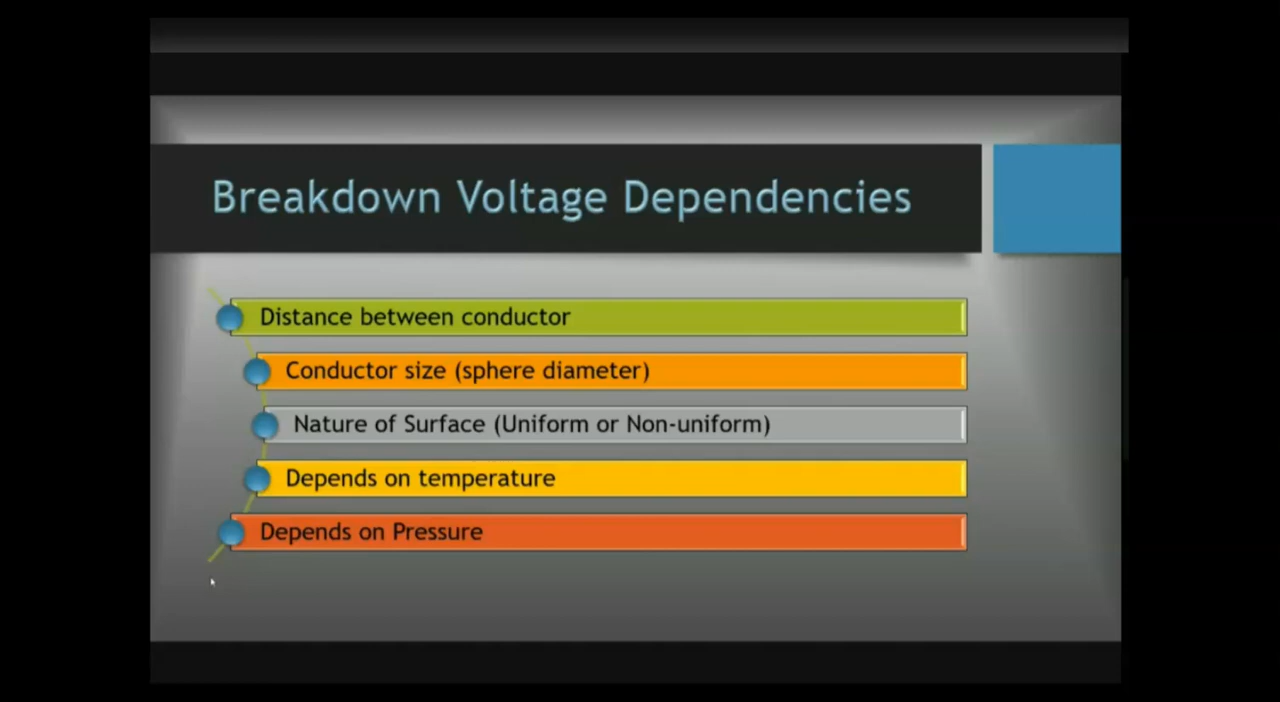 Breakdown Voltage Dependencies
Distance between conductor
Conductor size (sphere diameter)
Nature of Surface (Uniform or Non-uniform)
Depends on temperature
Depends on Pressure